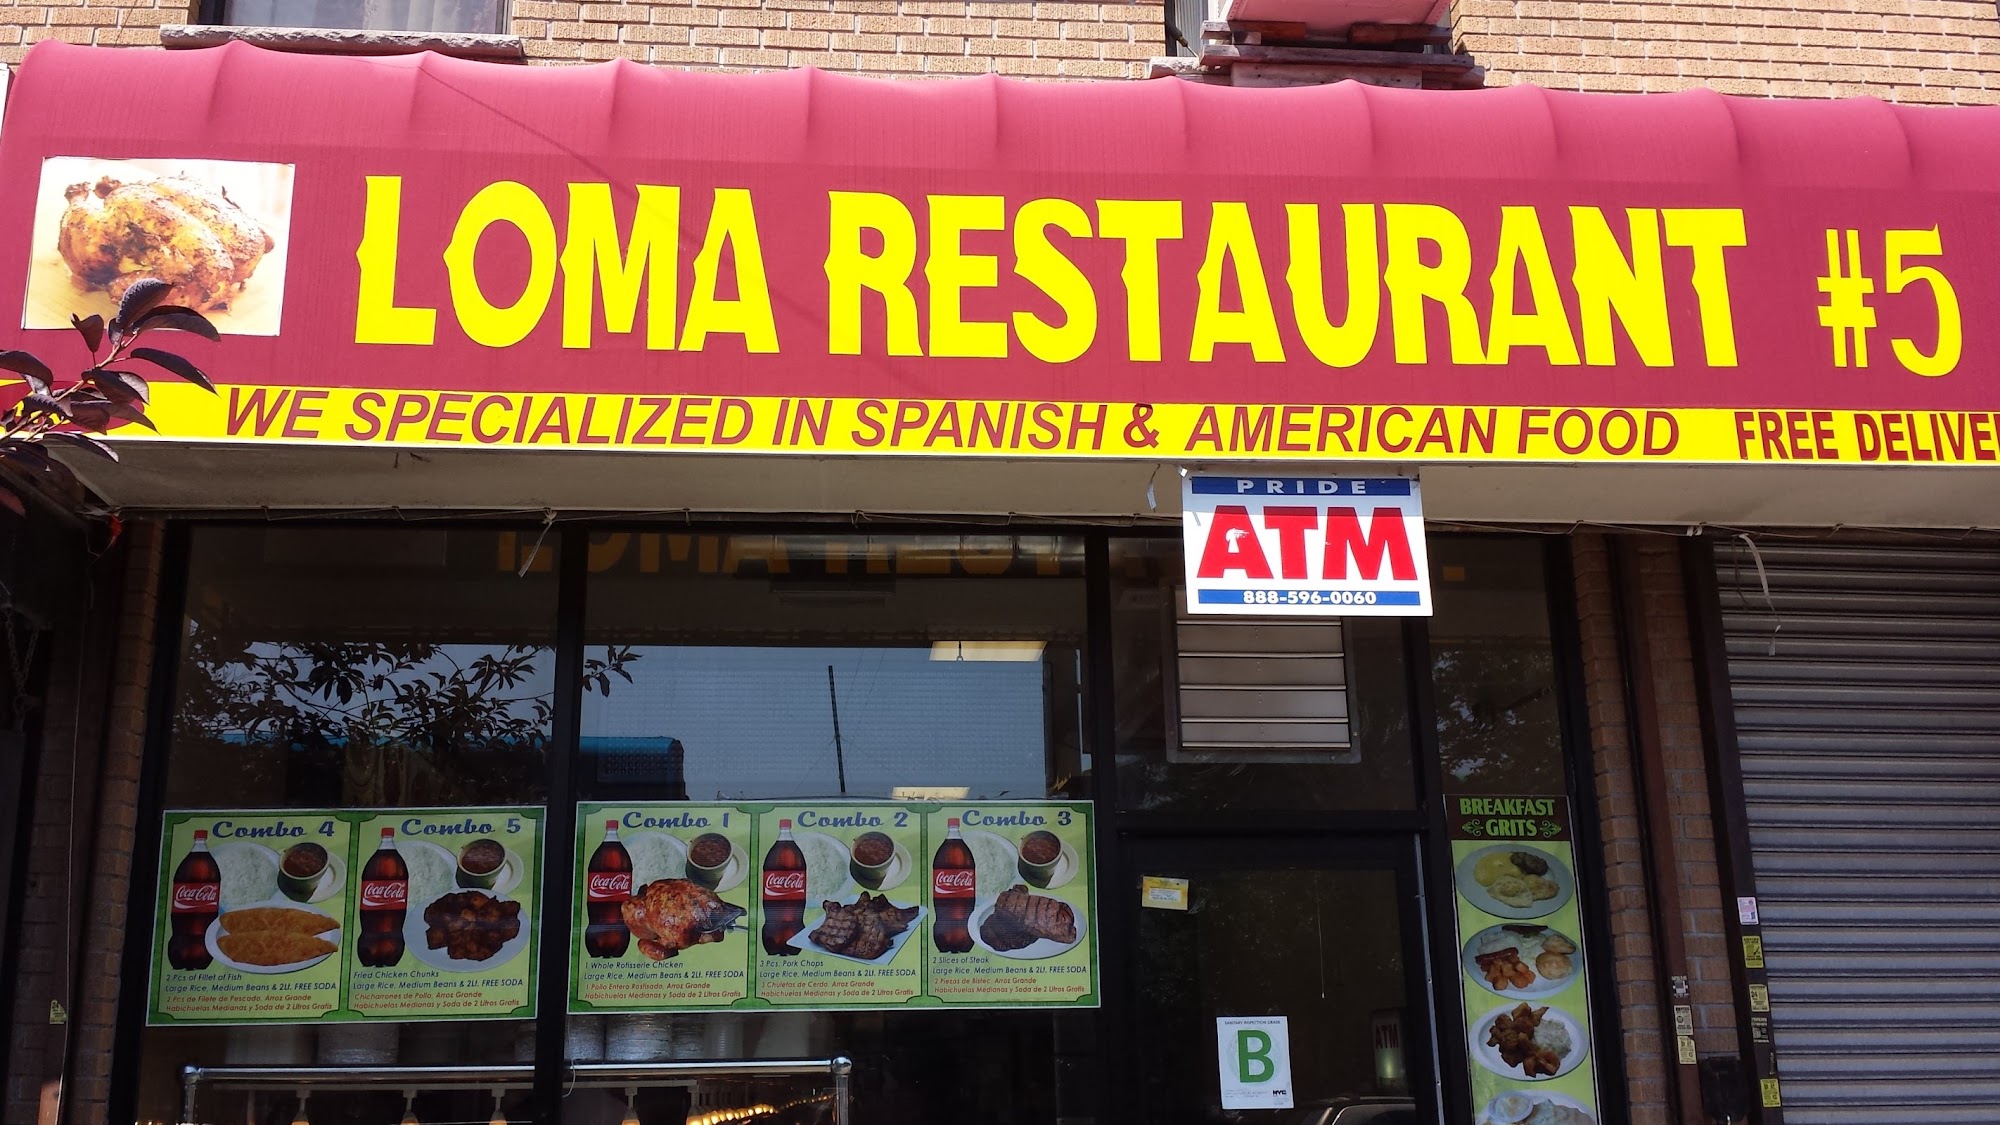 LOMA RESTAURANT #5
WE SPECIALIZED IN SPANISH & AMERICAN FOOD FREE DELIVE
PRIDE
ATM
888-596-0060
Combo 4
Coca-Cola
2 Pcs of Fillet of Fish
Large Rice, Medium Beans & 2Lt. FREE SODA
2 Pcs de Filete de Pescado, Arroz Grande
Habichuelas Medianas y Soda de 2 Litros Gratis
Combo 5
Coca-Cola
Fried Chicken Chunks
Large Rice, Medium Beans & 2Lt. FREE SODA
Chicharrones de Pollo, Arroz Grande
Habichuelas Medianas y Soda de 2 Litros Gratis
Combo 1
Coca-Cola
1 Whole Rotisserie Chicken
Large Rice, Medium Beans & 2Lt. FREE SODA
1 Pollo Entero Rostisado, Arroz Grande
Habichuelas Medianas y Soda de 2 Litros Gratis
Combo 2
Coca-Cola
3 Pcs. Pork Chops
Large Rice, Medium Beans & 2Lt. FREE SODA
3 Chuletas de Cerdo, Arroz Grande
Habichuelas Medianas y Soda de 2 Litros Gratis
Combo 3
Coca-Cola
2 Slices of Steak
Large Rice, Medium Beans & 2Lt. FREE SODA
2 Piezas de Bistec, Arroz Grande
Habichuelas Medianas y Soda de 2 Litros Gratis
BREAKFAST
GRITS
SANITARY INSPECTION GRADE
B
NYC
ATM